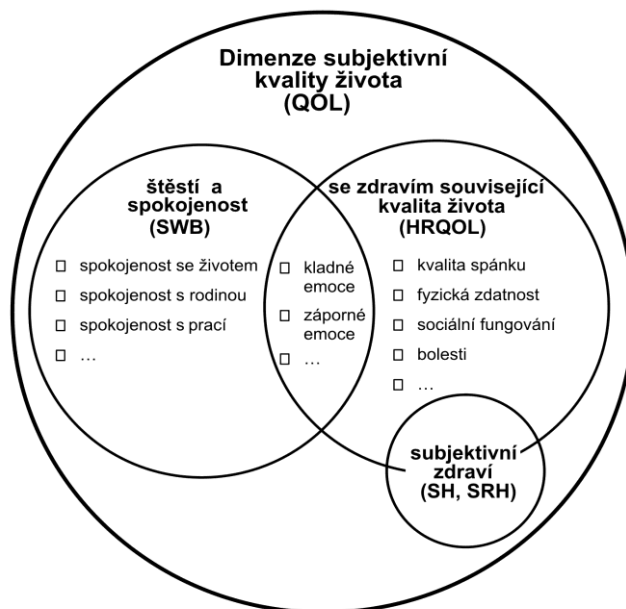 Dimenze subjektivní
kvality života
(QOL)
štěstí a
spokojenost
(SWB)
□ spokojenost se životem
□ spokojenost s rodinou
□ spokojenost s prací
□ …
□ kladné
emoce
□ záporné
emoce
□ …
se zdravím související
kvalita života
(HRQOL)
□ kvalita spánku
□ fyzická zdatnost
□ sociální fungování
□ bolesti
□ …
subjektivní
zdraví
(SH, SRH)